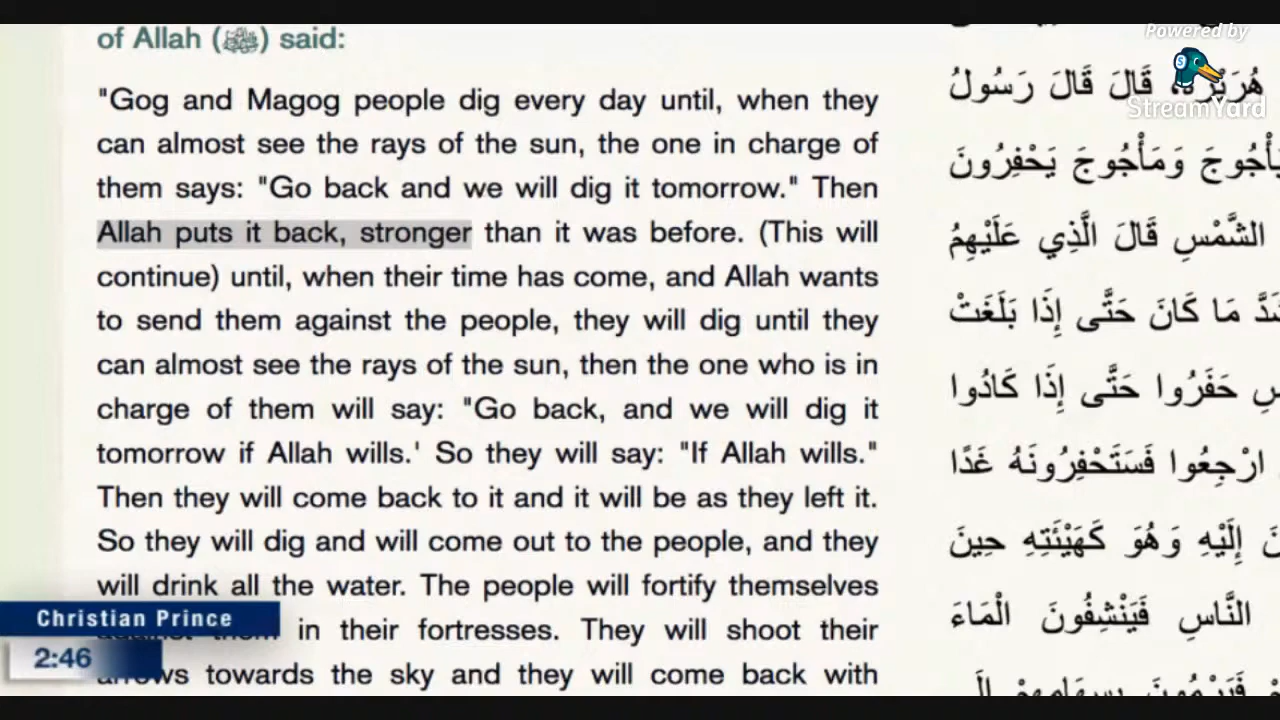 of Allah (ﷺ) said:
"Gog and Magog people dig every day until, when they
can almost see the rays of the sun, the one in charge of
them says: "Go back and we will dig it tomorrow." Then
Allah puts it back, stronger than it was before. (This will
continue) until, when their time has come, and Allah wants
to send them against the people, they will dig until they
can almost see the rays of the sun, then the one who is in
charge of them will say: "Go back, and we will dig it
tomorrow if Allah wills.' So they will say: "If Allah wills."
Then they will come back to it and it will be as they left it.
So they will dig and will come out to the people, and they
will drink all the water. The people will fortify themselves
against them in their fortresses. They will shoot their
arrows towards the sky and they will come back with
هُرَيْرَةَ، قَالَ قَالَ رَسُولُ
يَأْجُوجَ وَمَأْجُوجَ يَحْفِرُونَ
الشَّمْسِ قَالَ الَّذِي عَلَيْهِمُ
مَا كَانَ حَتَّى إِذَا بَلَغَتْ
حَفَرُوا حَتَّى إِذَا كَادُوا
ارْجِعُوا فَسَتَحْفِرُونَهُ غَدًا
إِلَيْهِ وَهُوَ كَهَيْئَتِهِ حِينَ
النَّاسِ فَيَنْشِفُونَ الْمَاءَ
Powered by
StreamYard
Christian Prince
2:46